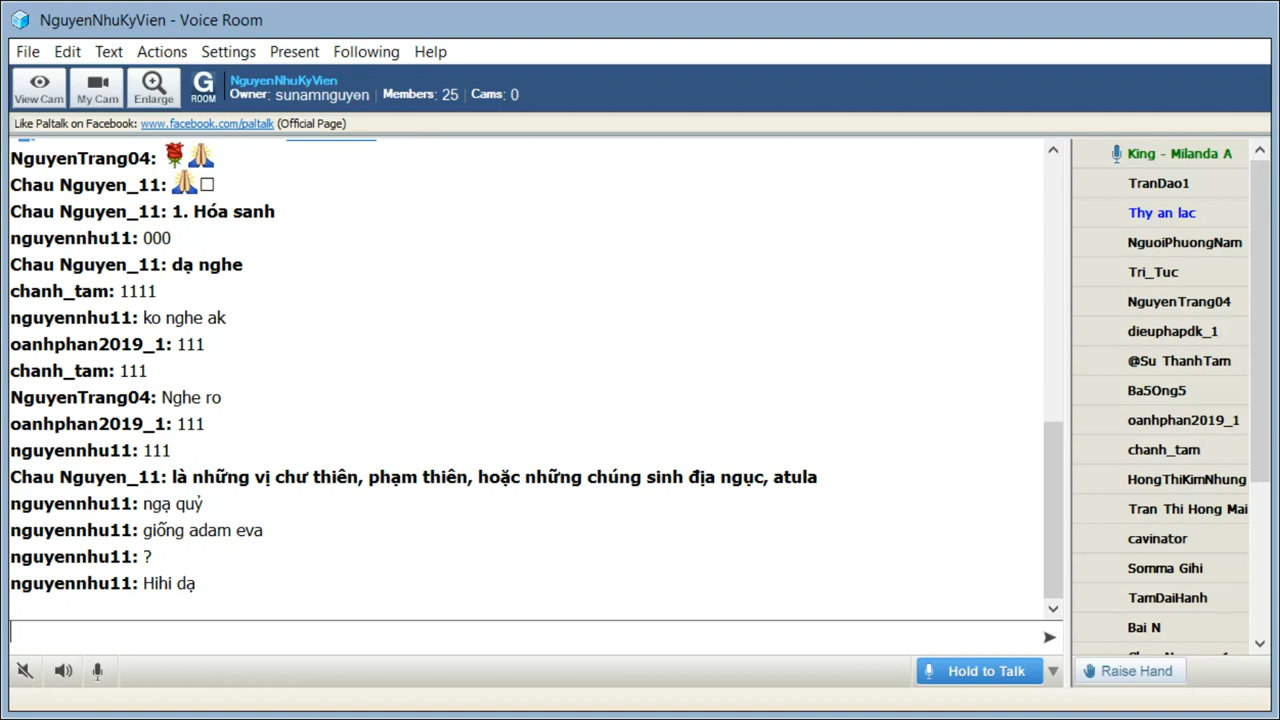 NguyenNhuKyVien - Voice Room
File Edit Text Actions Settings Present Following Help
View Cam
My Cam
Enlarge
G ROOM
NguyenNhuKyVien
Owner: sunamnguyen | Members: 25 | Cams: 0
Like Paltalk on Facebook: www.facebook.com/paltalk (Official Page)
NguyenTrang04:
Chau Nguyen_11:
Chau Nguyen_11: 1. Hóa sanh
nguyennhu11: 000
Chau Nguyen_11: dạ nghe
chanh_tam: 1111
nguyennhu11: ko nghe ak
oanhphan2019_1: 111
chanh_tam: 111
NguyenTrang04: Nghe ro
oanhphan2019_1: 111
nguyennhu11: 111
Chau Nguyen_11: là những vị chư thiên, phạm thiên, hoặc những chúng sinh địa ngục, atula
nguyennhu11: ngạ quỷ
nguyennhu11: giống adam eva
nguyennhu11: ?
nguyennhu11: Hihi dạ
King - Milanda A
TranDao1
Thy an lac
NguoiPhuongNam
Tri_Tuc
NguyenTrang04
dieuphapdk_1
@Su ThanhTam
Ba5Ong5
oanhphan2019_1
chanh_tam
HongThiKimNhung
Tran Thi Hong Mai
cavinator
Somma Gihi
TamDaiHanh
Bai N
Hold to Talk
Raise Hand